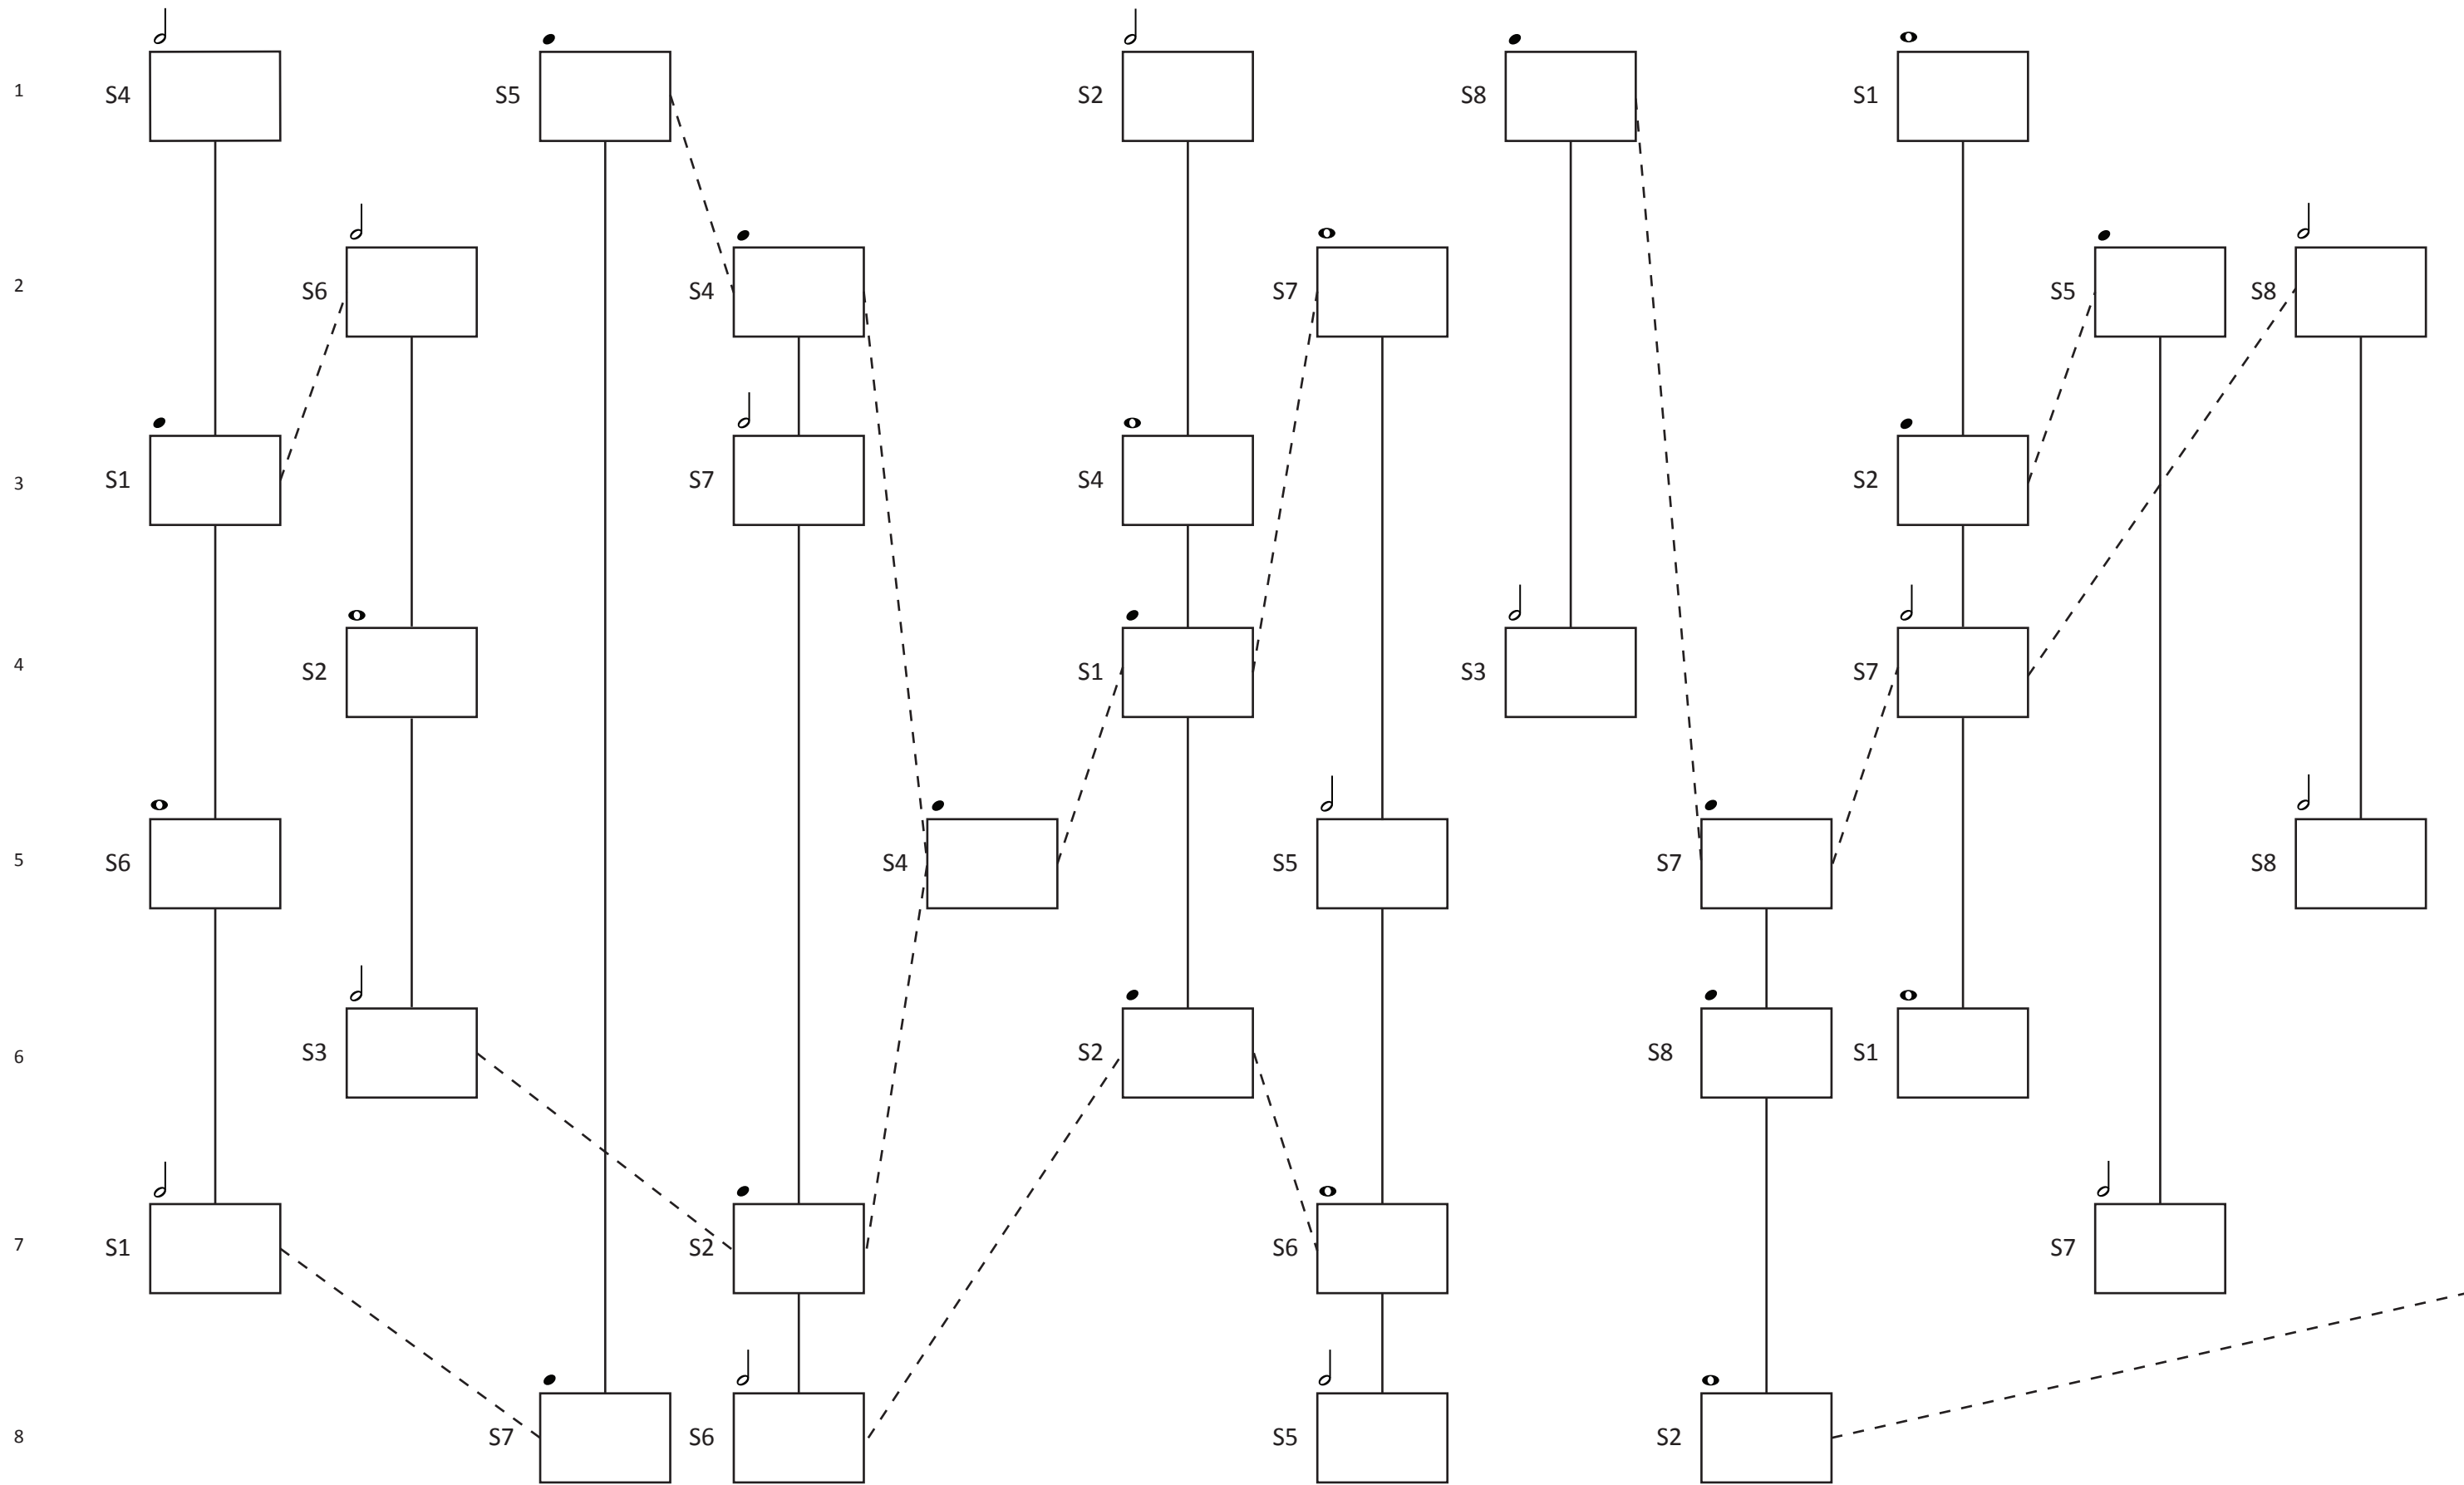 1 S4 S5 S2 S8 S1
2 S6 S4 S7 S5 S8
3 S1 S7 S4 S2
4 S2 S1 S3 S7
5 S6 S4 S5 S7 S8
6 S3 S2 S8 S1
7 S1 S2 S6 S7
8 S7 S6 S5 S2